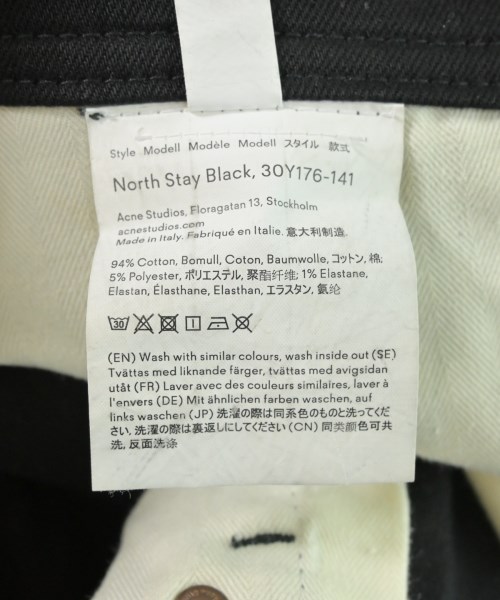 Style Modell Modèle Modell スタイル 款式
North Stay Black, 30Y176-141
Acne Studios, Floragatan 13, Stockholm
acnestudios.com
Made in Italy. Fabriqué en Italie. 意大利制造.
94% Cotton, Bomull, Coton, Baumwolle, コットン, 棉;
5% Polyester, ポリエステル, 聚酯纤维; 1% Elastane,
Elastan, Élasthane, Elasthan, エラスタン, 氨纶
30
(EN) Wash with similar colours, wash inside out (SE)
Tvättas med liknande färger, tvättas med avigsidan
utåt (FR) Laver avec des couleurs similaires, laver à
l'envers (DE) Mit ähnlichen farben waschen, auf
links waschen (JP) 洗濯の際は同系色のものと洗ってくだ
さい, 洗濯の際は裏返しにしてください (CN) 同类颜色可共
洗, 反面洗涤